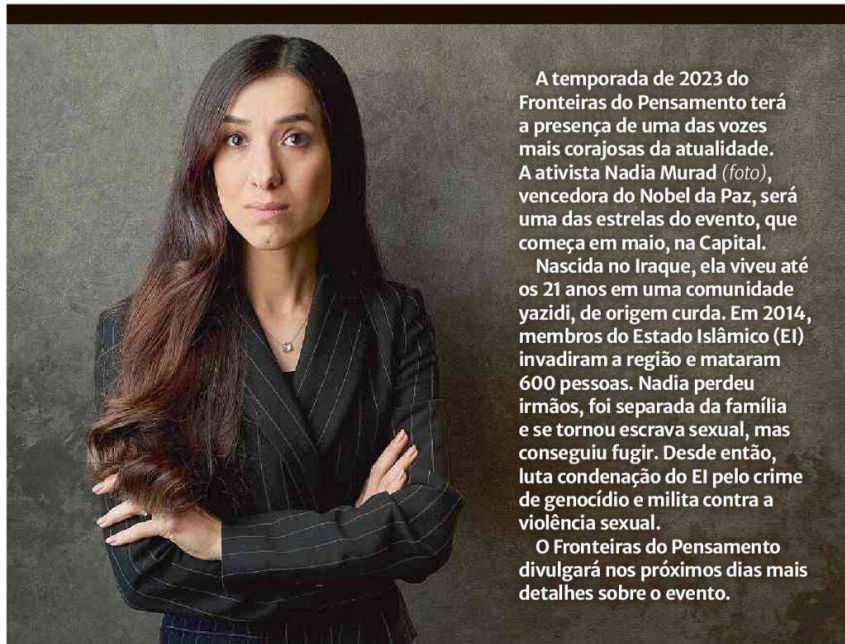 A temporada de 2023 do
Fronteiras do Pensamento terá
a presença de uma das vozes
mais corajosas da atualidade.
A ativista Nadia Murad (foto),
vencedora do Nobel da Paz, será
uma das estrelas do evento, que
começa em maio, na Capital.
Nascida no Iraque, ela viveu até
os 21 anos em uma comunidade
yazidi, de origem curda. Em 2014,
membros do Estado Islâmico (EI)
invadiram a região e mataram
600 pessoas. Nadia perdeu
irmãos, foi separada da família
e se tornou escrava sexual, mas
conseguiu fugir. Desde então,
luta condenação do EI pelo crime
de genocídio e milita contra a
violência sexual.
O Fronteiras do Pensamento
divulgará nos próximos dias mais
detalhes sobre o evento.